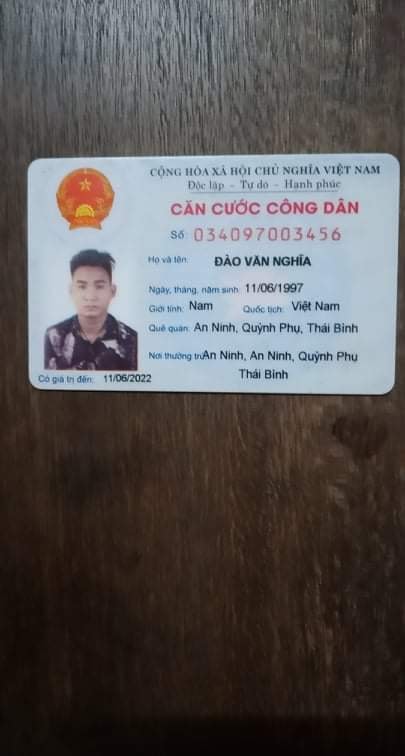 CỘNG HÒA XÃ HỘI CHỦ NGHĨA VIỆT NAM
Độc lập - Tự do - Hạnh phúc
CĂN CƯỚC CÔNG DÂN
Số: 034097003456
Họ và tên: ĐÀO VĂN NGHĨA
Ngày, tháng, năm sinh: 11/06/1997
Giới tính: Nam Quốc tịch: Việt Nam
Quê quán: An Ninh, Quỳnh Phụ, Thái Bình
Nơi thường trú: An Ninh, An Ninh, Quỳnh Phụ
Thái Bình
Có giá trị đến: 11/06/2022